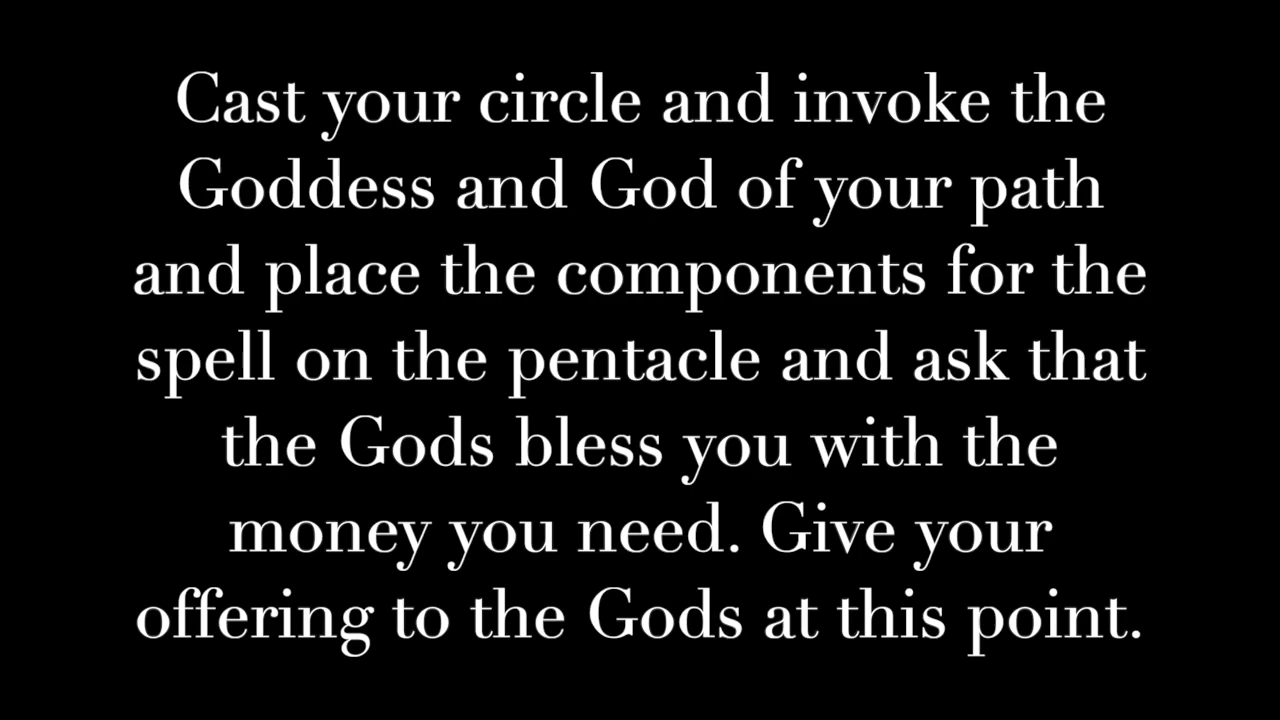 Cast your circle and invoke the
Goddess and God of your path
and place the components for the
spell on the pentacle and ask that
the Gods bless you with the
money you need. Give your
offering to the Gods at this point.